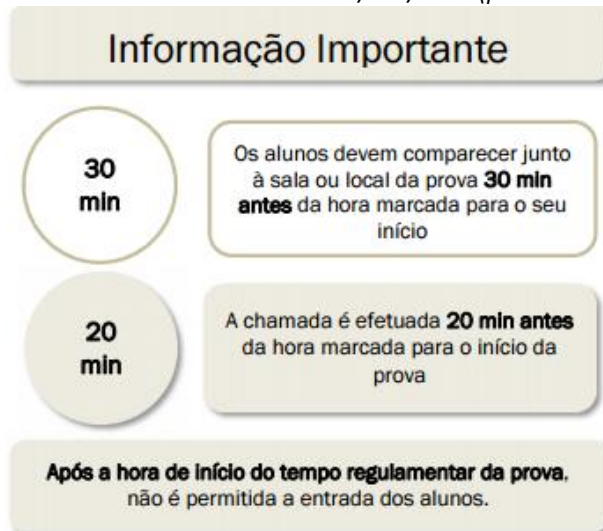 Informação Importante
30
min
Os alunos devem comparecer junto
à sala ou local da prova 30 min
antes da hora marcada para o seu
início
20
min
A chamada é efetuada 20 min antes
da hora marcada para o início da
prova
Após a hora de início do tempo regulamentar da prova,
não é permitida a entrada dos alunos.